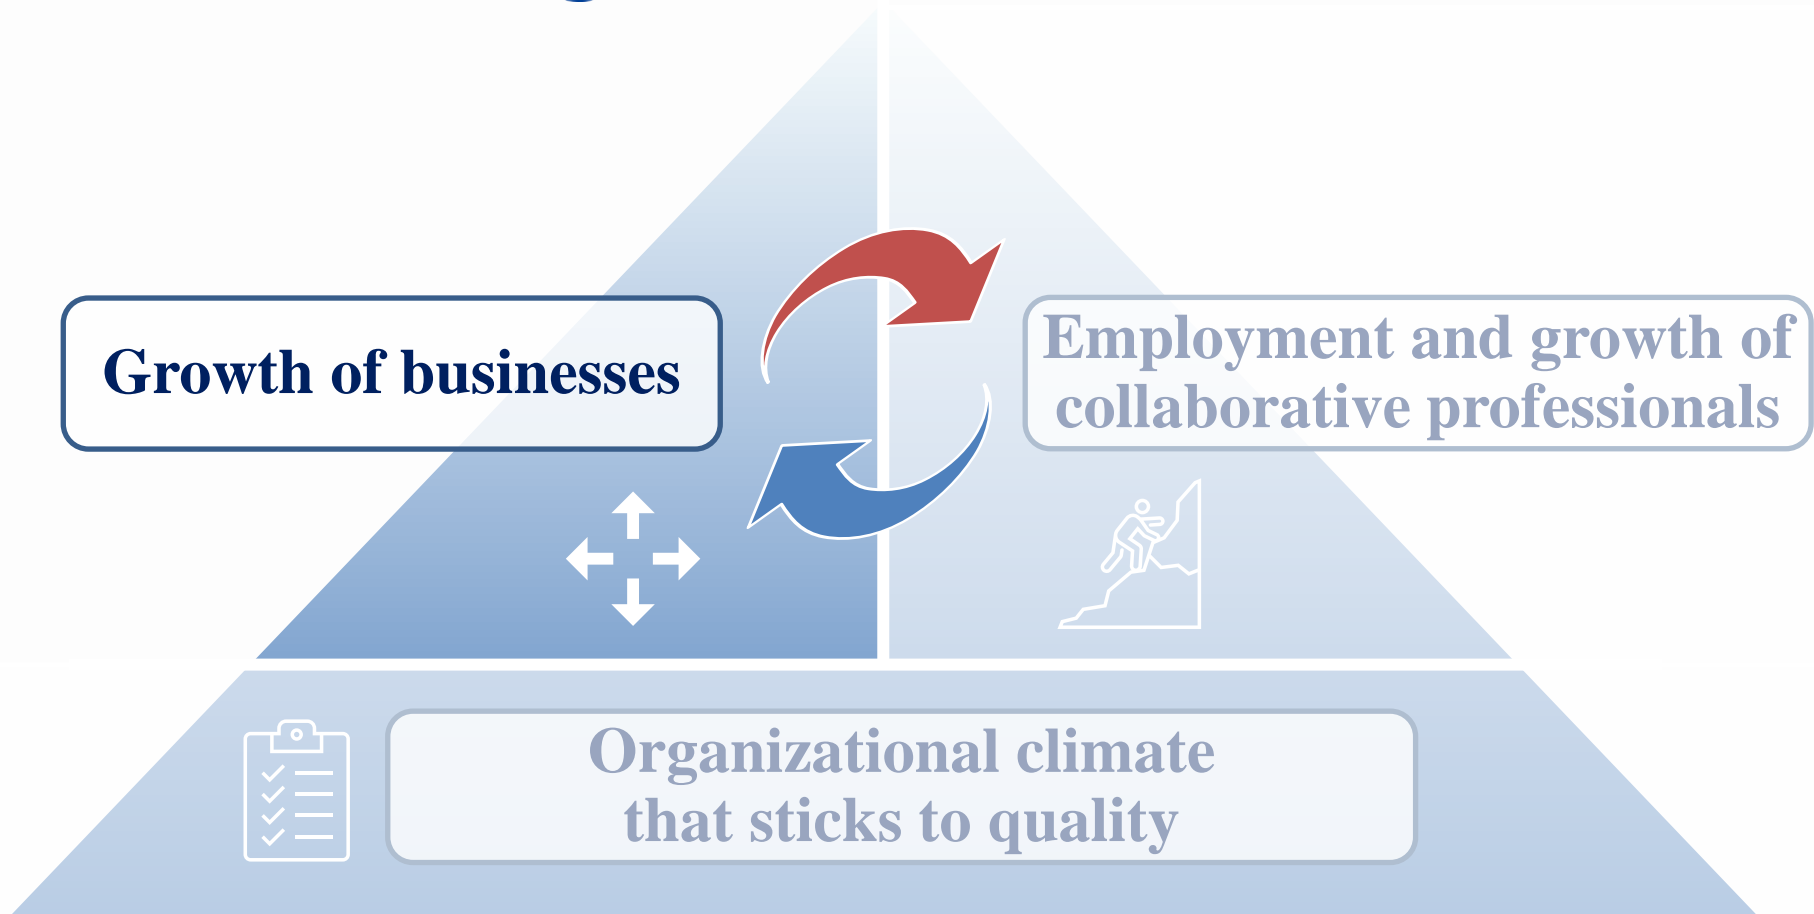 Growth of businesses
Employment and growth of
collaborative professionals
Organizational climate
that sticks to quality